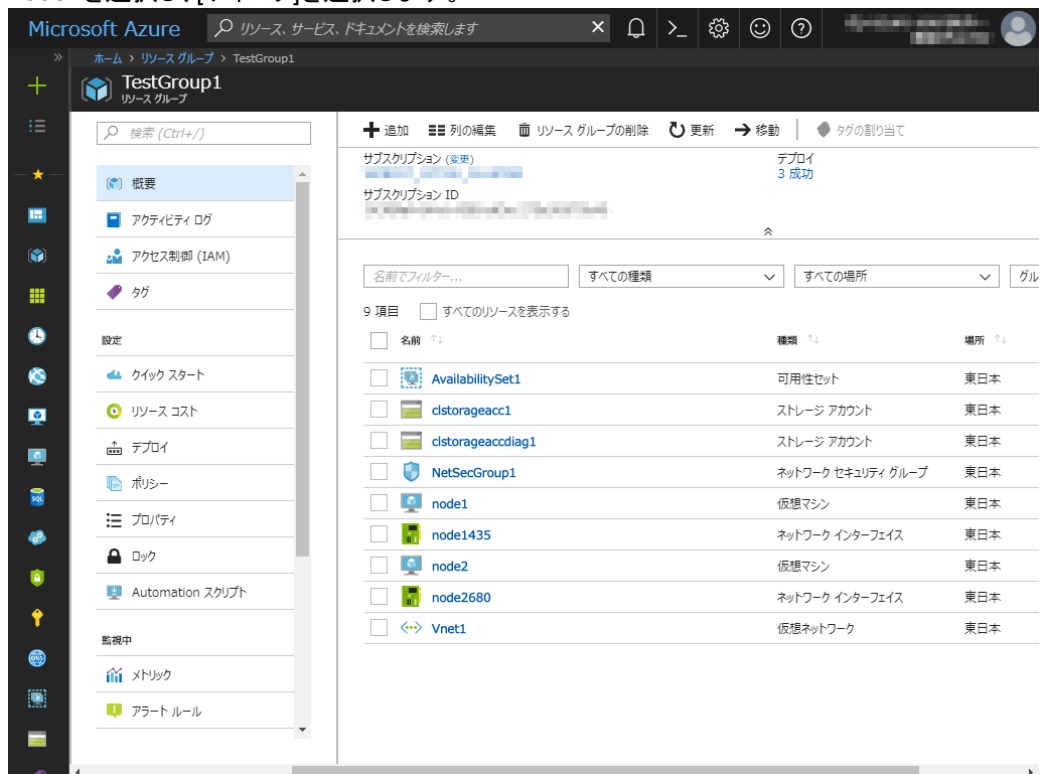 を選択し、[ディスク]を選択します。
Microsoft Azure
リソース、サービス、ドキュメントを検索します
ホーム > リソース グループ > TestGroup1
TestGroup1
リソース グループ
検索 (Ctrl+/)
追加 列の編集 リソース グループの削除 更新 移動 タグの割り当て
サブスクリプション (変更)
デプロイ
3 成功
サブスクリプション ID
概要
アクティビティ ログ
アクセス制御 (IAM)
タグ
設定
クイック スタート
リソース コスト
デプロイ
ポリシー
プロパティ
ロック
Automation スクリプト
監視中
メトリック
アラート ルール
名前でフィルター... すべての種類 すべての場所 グル
9 項目 すべてのリソースを表示する
名前 種類 場所
AvailabilitySet1 可用性セット 東日本
clstorageacc1 ストレージ アカウント 東日本
clstorageaccdiag1 ストレージ アカウント 東日本
NetSecGroup1 ネットワーク セキュリティ グループ 東日本
node1 仮想マシン 東日本
node1435 ネットワーク インターフェイス 東日本
node2 仮想マシン 東日本
node2680 ネットワーク インターフェイス 東日本
Vnet1 仮想ネットワーク 東日本